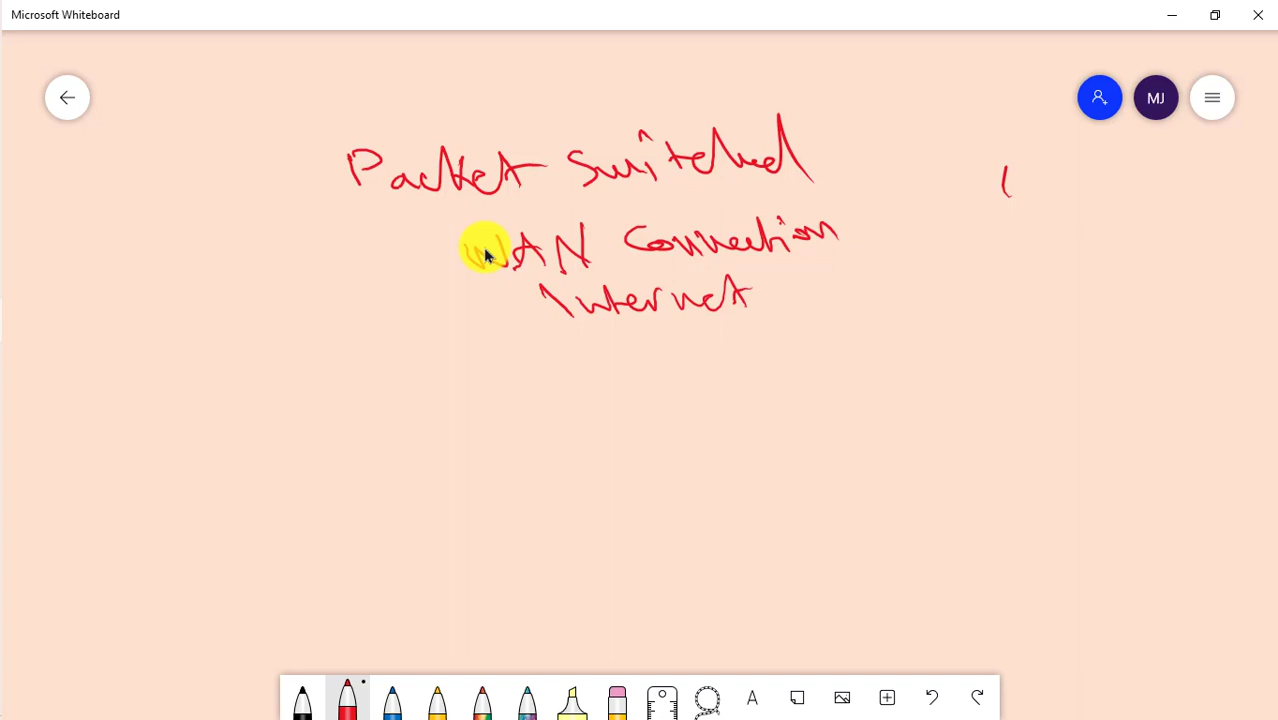 Microsoft Whiteboard
MJ
Packet Switched
WAN Connection
Internet
A